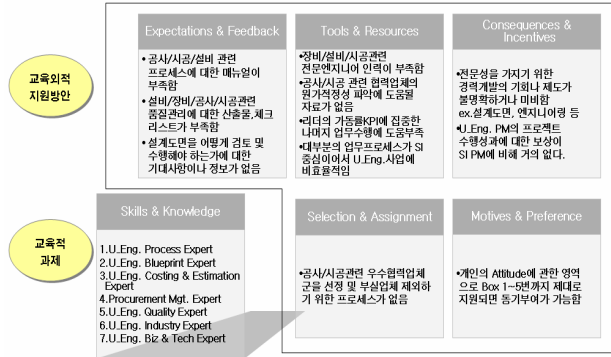 Expectations & Feedback
• 공사/시공/설비 관련
프로세스에 대한 매뉴얼이
부족함
• 설비/장비/공사/시공관련
품질관리에 대한 산출물,체크
리스트가 부족함
• 설계도면을 어떻게 검토 및
수행해야 하는가에 대한
기대사항이나 정보가 없음
Tools & Resources
•장비/설비/시공관련
전문엔지니어 인력이 부족함
•공사/시공 관련 협력업체의
원가적정성 파악에 도움될
자료가 없음
•리더의 가동률KPI에 집중한
나머지 업무수행에 도움부족
•대부분의 업무프로세스가 SI
중심이어서 U.Eng.사업에
비효율적임
Consequences &
Incentives
•전문성을 가지기 위한
경력개발의 기회나 제도가
불명확하거나 미비함
ex.설계도면, 엔지니어링 등
•U.Eng. PM의 프로젝트
수행성과에 대한 보상이
SI PM에 비해 거의 없다.
교육외적
지원방안
교육적
과제
Skills & Knowledge
1.U_Eng. Process Expert
2.U_Eng. Blueprint Expert
3.U_Eng. Costing & Estimation
Expert
4.Procurement Mgt. Expert
5.U_Eng. Quality Expert
6.U_Eng. Industry Expert
7.U_Eng. Biz & Tech Expert
Selection & Assignment
•공사/시공관련 우수협력업체
군을 선정 및 부실업체 제외하
기 위한 프로세스가 없음
Motives & Preference
•개인의 Attitude에 관한 영역
으로 Box 1~5번까지 제대로
지원되면 동기부여가 가능함